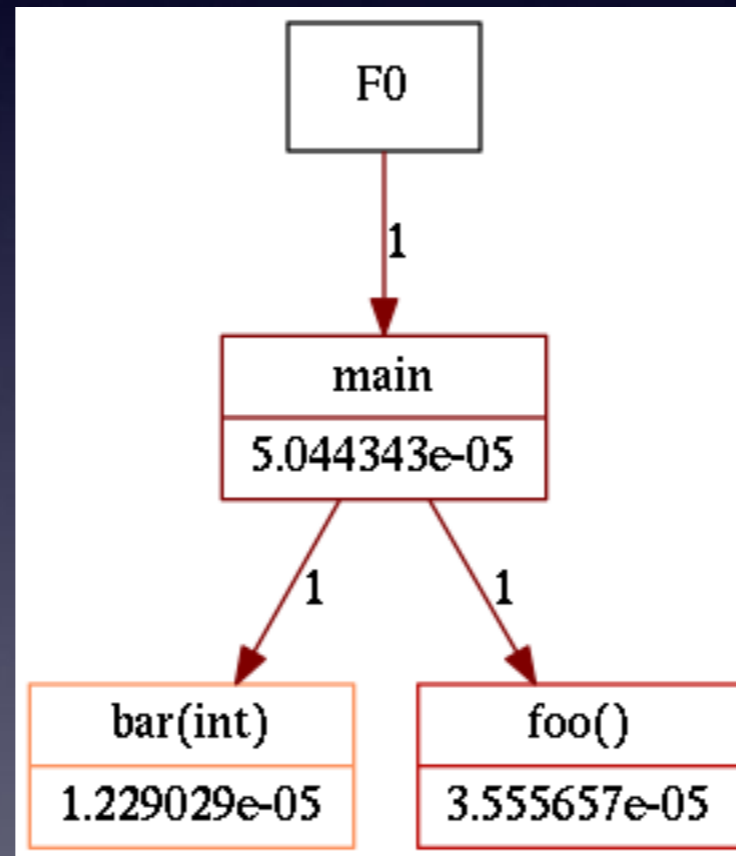 F0
1
main
5.044343e-05
1
1
bar(int)
1.229029e-05
foo()
3.555657e-05